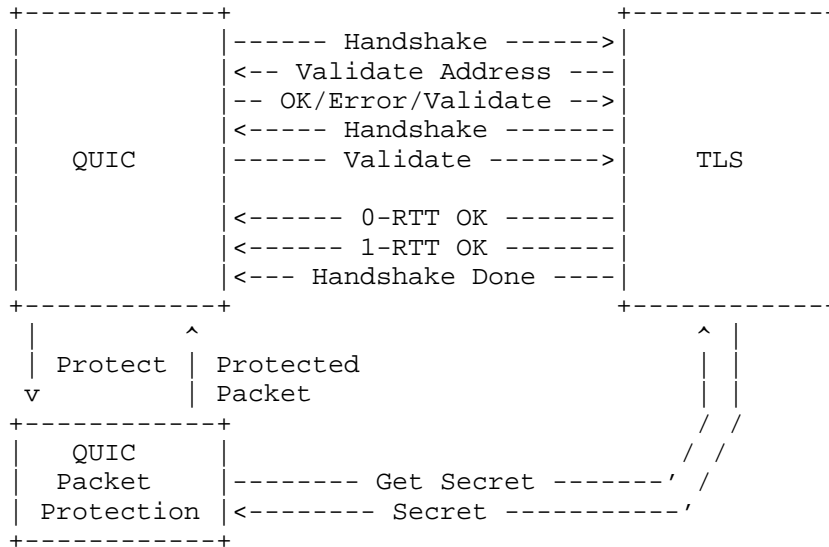 +------------+                        +------------
|            |------ Handshake ------>|
|            |<-- Validate Address ---|
|            |-- OK/Error/Validate -->|
|            |<----- Handshake -------|
|   QUIC     |------ Validate ------->|    TLS
|            |                        |
|            |<------ 0-RTT OK -------|
|            |<------ 1-RTT OK -------|
|            |<--- Handshake Done ----|
+------------+                        +------------
 |         ^                               ^ |
 | Protect | Protected                     | |
 v         | Packet                        | |
+------------+                             / /
|   QUIC     |                            / /
|  Packet    |-------- Get Secret -------' /
| Protection |<-------- Secret -----------'
+------------+